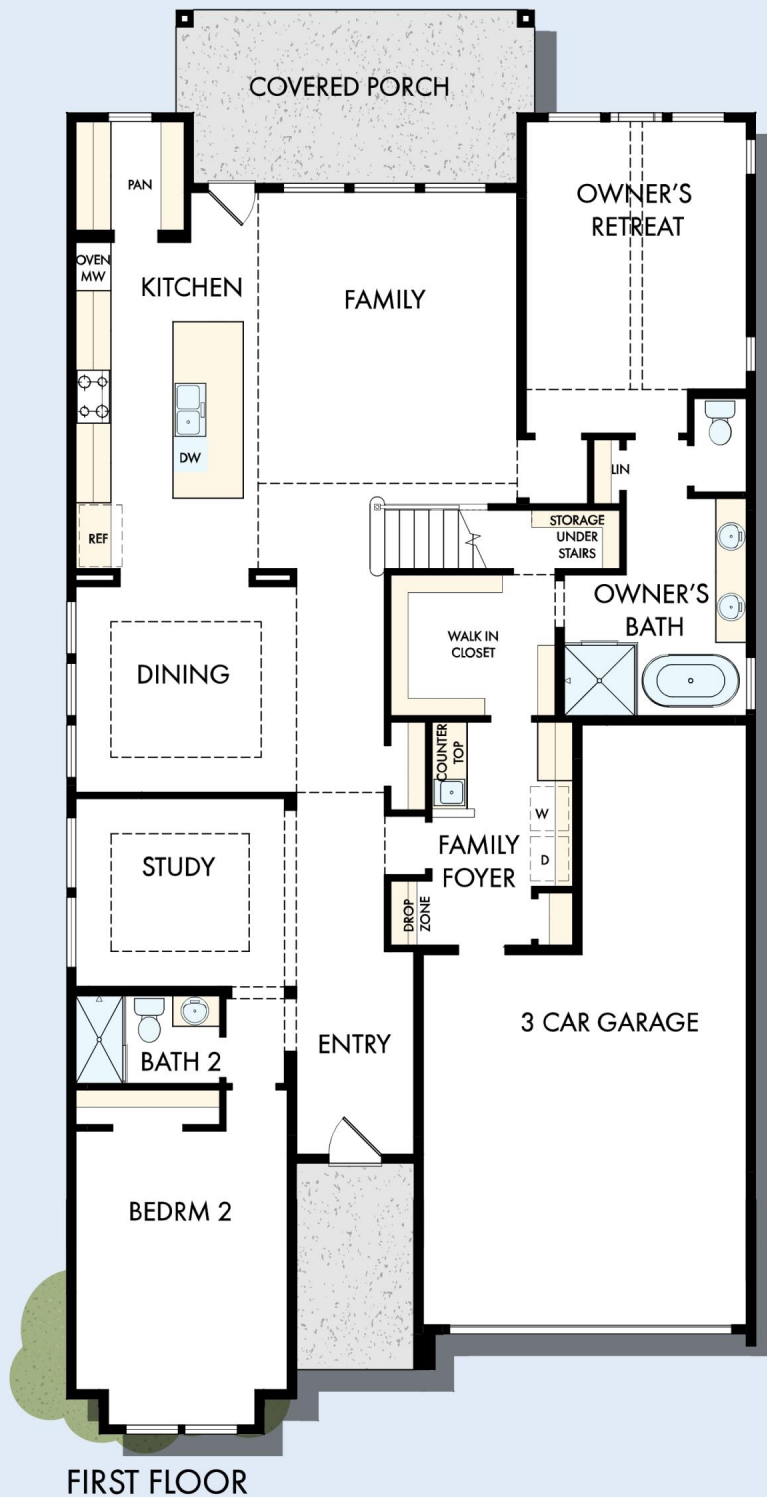 COVERED PORCH
PAN
OWNER'S
RETREAT
OVEN
MW
KITCHEN
FAMILY
DW
LIN
REF
STORAGE
UNDER
STAIRS
OWNER'S
BATH
WALK IN
CLOSET
DINING
COUNTER
TOP
W
FAMILY
FOYER
D
STUDY
DROP
ZONE
3 CAR GARAGE
ENTRY
BATH 2
BEDRM 2
FIRST FLOOR